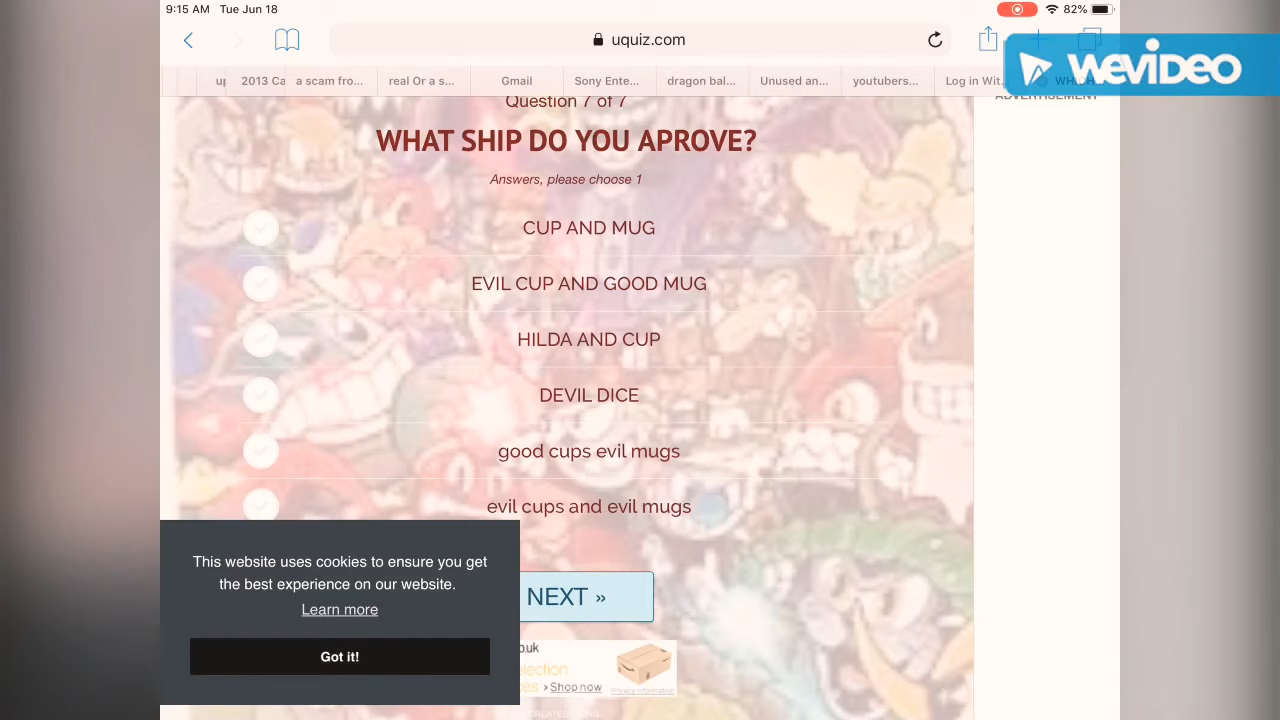 9:15 AM Tue Jun 18
82%
uquiz.com
up
2013 Ca
a scam fro...
real Or a s...
Gmail
Sony Ente...
dragon bal...
Unused an...
youtubers...
Log in Wit...
WEVIDEO
ADVERTISEMENT
Question 7 of 7
WHAT SHIP DO YOU APROVE?
Answers, please choose 1
CUP AND MUG
EVIL CUP AND GOOD MUG
HILDA AND CUP
DEVIL DICE
good cups evil mugs
evil cups and evil mugs
This website uses cookies to ensure you get
the best experience on our website.
Learn more
Got it!
NEXT »
Shop now
Privacy information